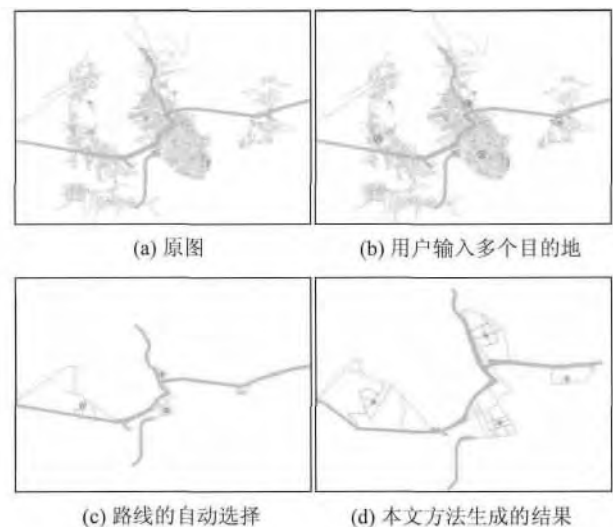 (a) 原图
(b) 用户输入多个目的地
(c) 路线的自动选择
(d) 本文方法生成的结果